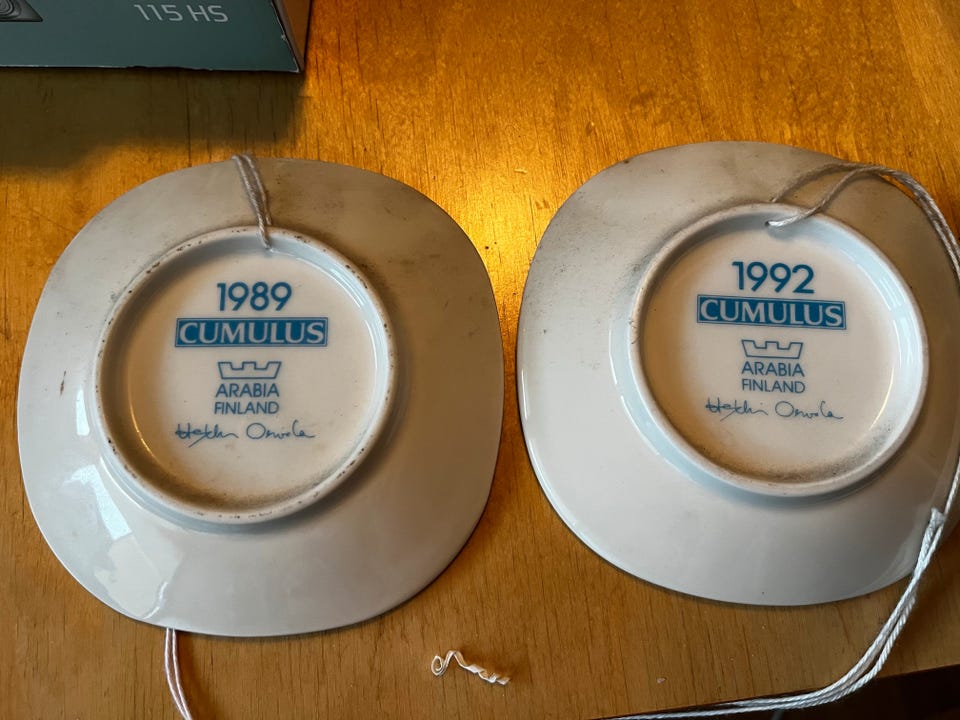 115 HS
1989
CUMULUS
ARABIA
FINLAND
Heikki Orvola
1992
CUMULUS
ARABIA
FINLAND
Heikki Orvola